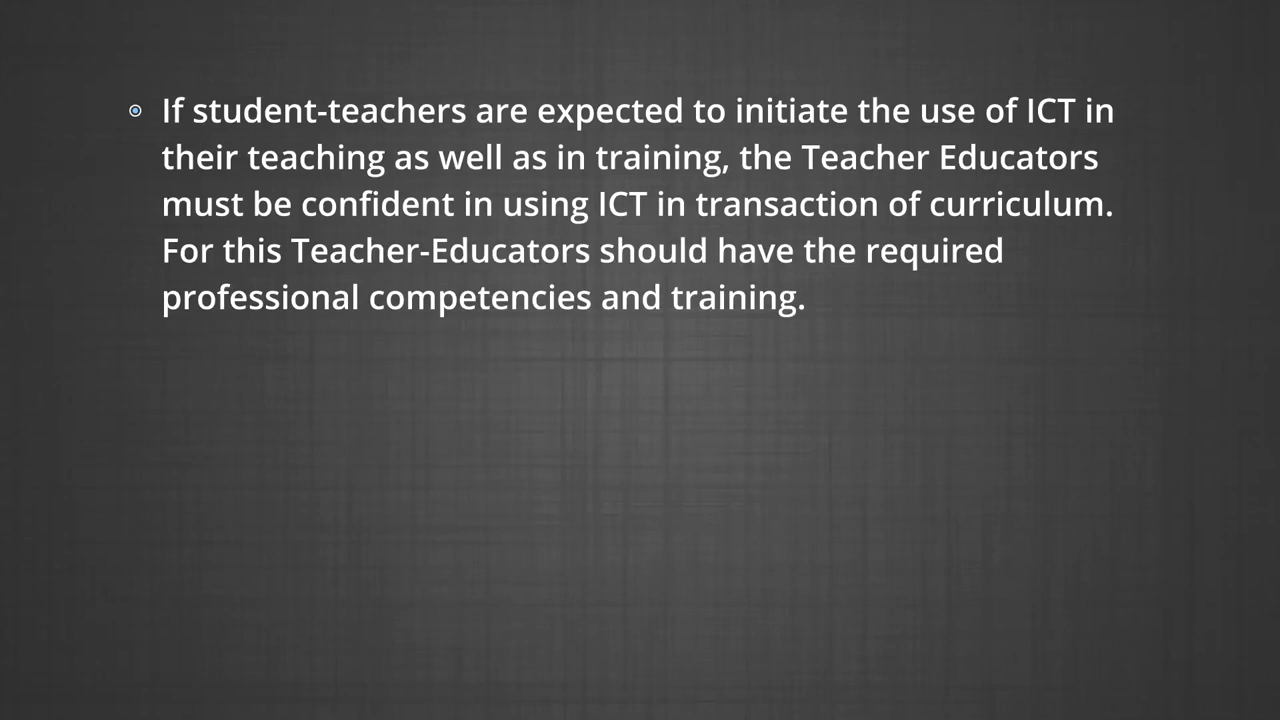 If student-teachers are expected to initiate the use of ICT in
their teaching as well as in training, the Teacher Educators
must be confident in using ICT in transaction of curriculum.
For this Teacher-Educators should have the required
professional competencies and training.